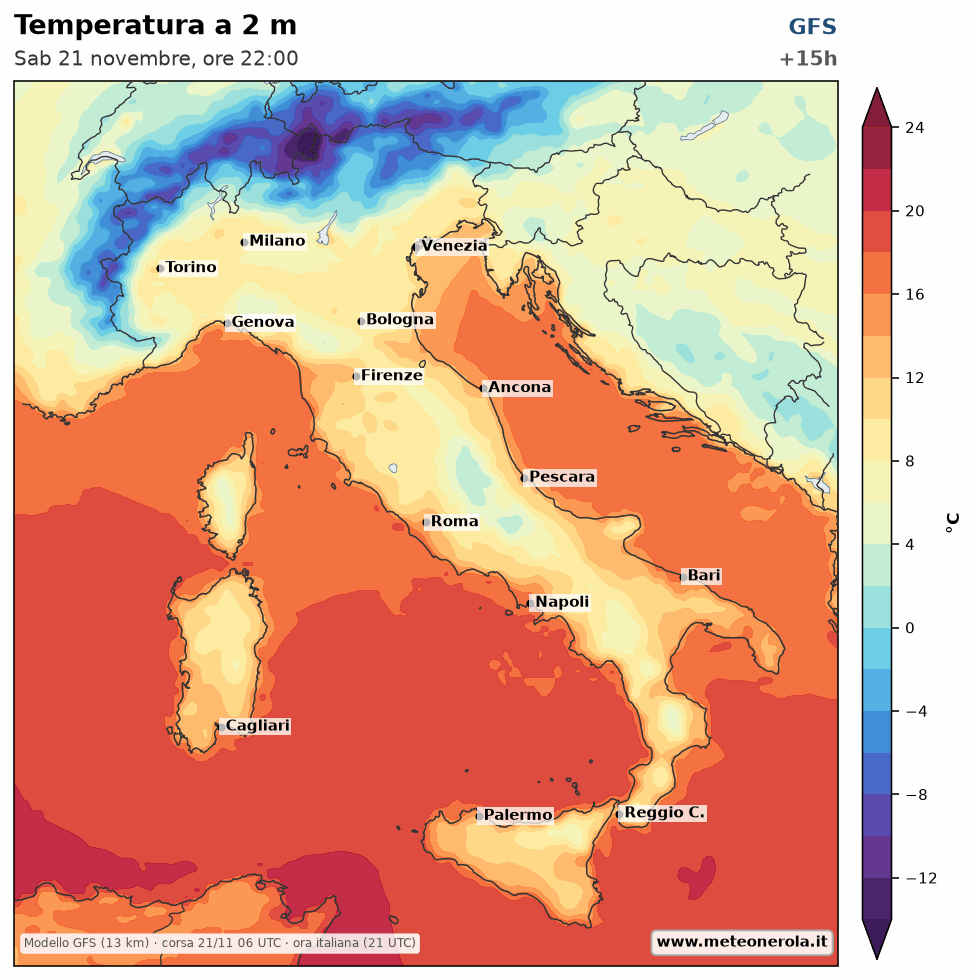 Temperatura a 2 m
GFS
Sab 21 novembre, ore 22:00
+15h
24
20
16
12
8
4
0
−4
−8
−12
°C
Milano
Venezia
Torino
Genova
Bologna
Firenze
Ancona
Pescara
Roma
Bari
Napoli
Cagliari
Palermo
Reggio C.
Modello GFS (13 km) · corsa 21/11 06 UTC · ora italiana (21 UTC)
www.meteonerola.it